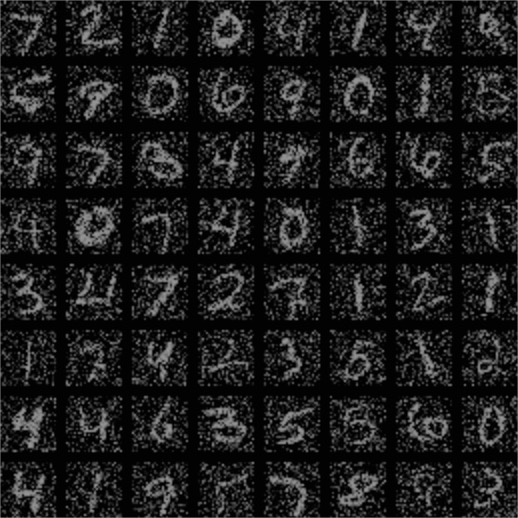 7 2 1 0 4 1 4 9
5 9 0 6 9 0 1 5
9 7 3 4 9 6 6 5
4 0 7 4 0 1 3 1
3 4 7 2 7 1 2 1
1 7 4 2 3 5 1 2
4 4 6 3 5 5 6 0
4 1 9 5 7 8 9 3